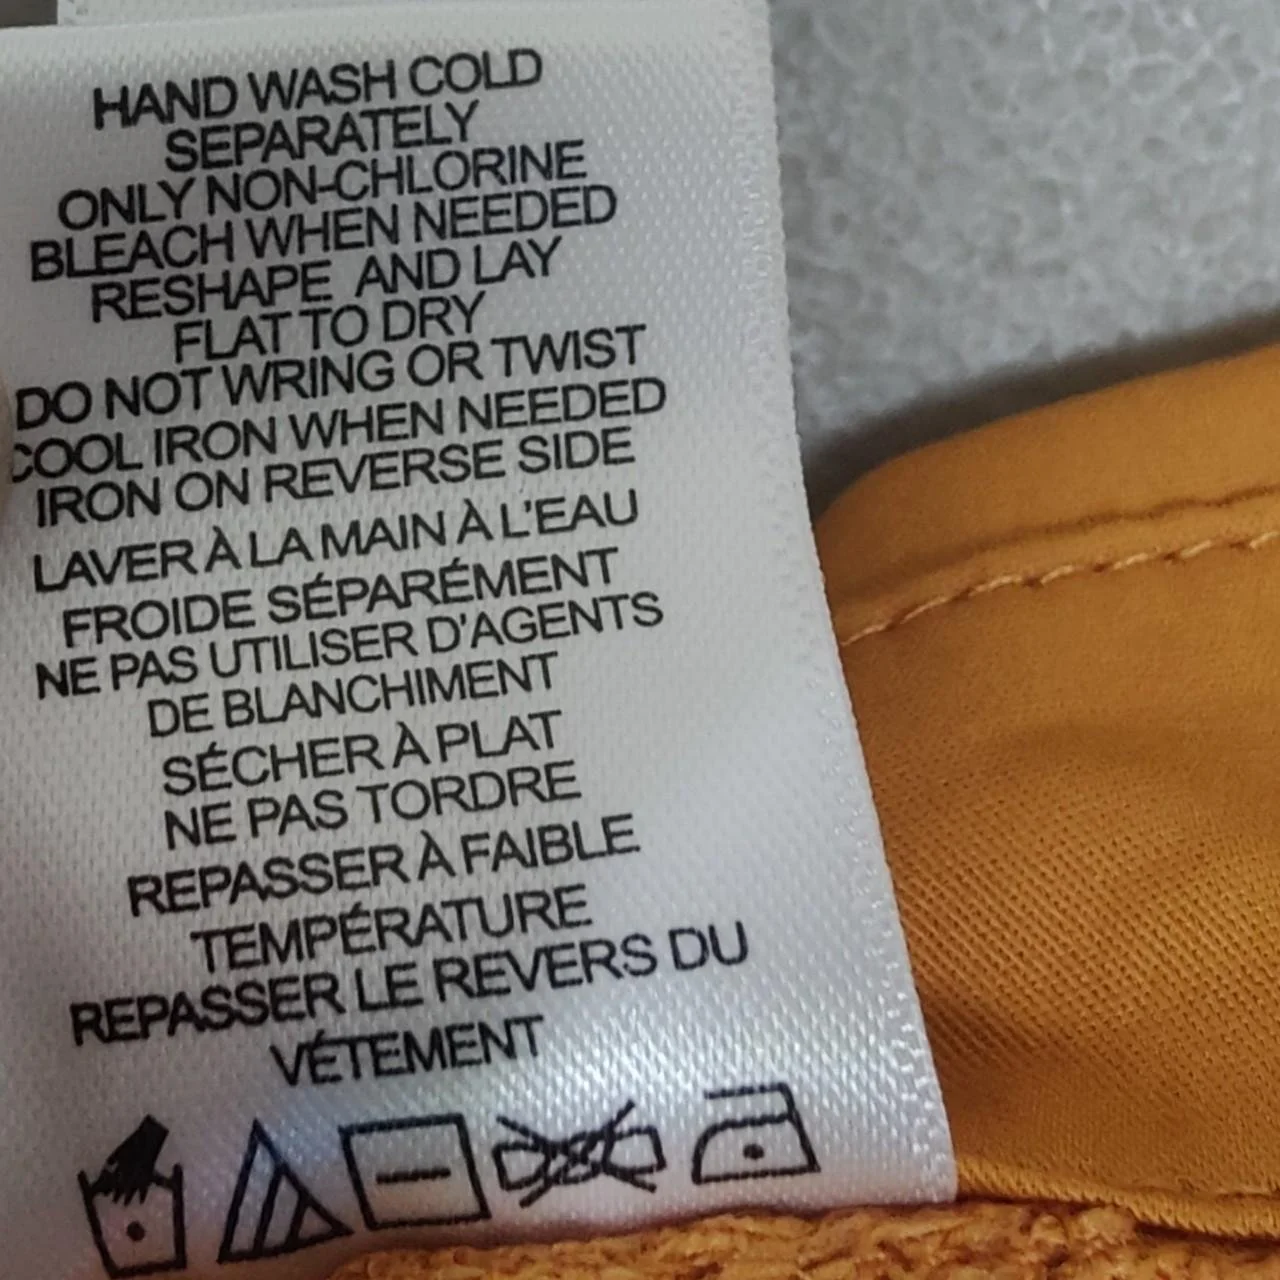 HAND WASH COLD
SEPARATELY
ONLY NON-CHLORINE
BLEACH WHEN NEEDED
RESHAPE AND LAY
FLAT TO DRY
DO NOT WRING OR TWIST
COOL IRON WHEN NEEDED
IRON ON REVERSE SIDE
LAVER À LA MAIN À L'EAU
FROIDE SÉPARÉMENT
NE PAS UTILISER D'AGENTS
DE BLANCHIMENT
SÉCHER À PLAT
NE PAS TORDRE
REPASSER À FAIBLE
TEMPÉRATURE
REPASSER LE REVERS DU
VÉTEMENT